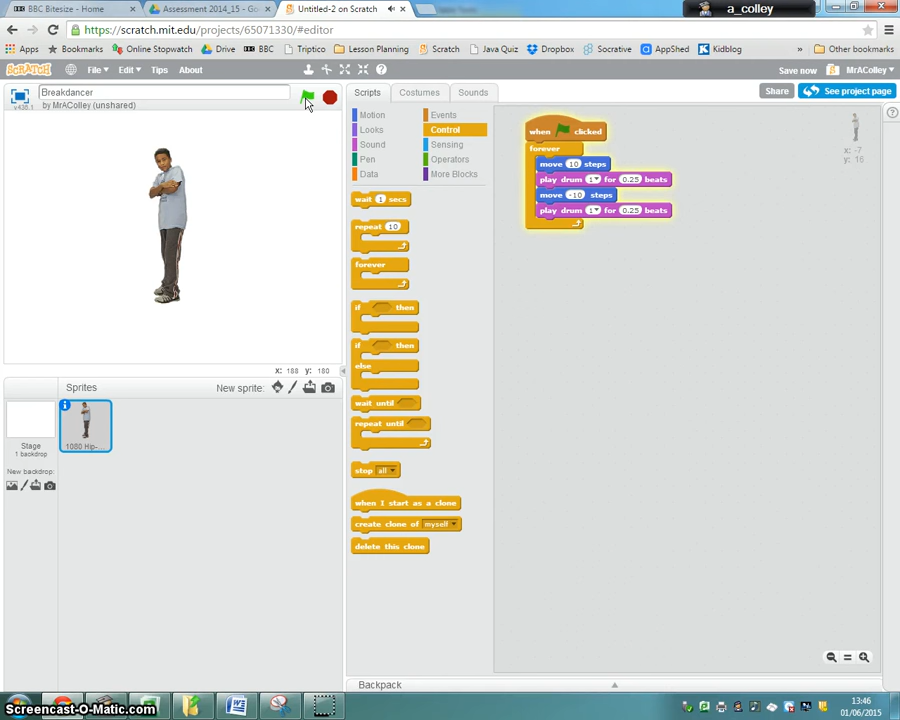 BBC Bitesize - Home
Assessment 2014_15 - Go
Untitled-2 on Scratch
a_colley
https://scratch.mit.edu/projects/65071330/#editor
Apps Bookmarks Online Stopwatch Drive BBC Triptico Lesson Planning Scratch Java Quiz Dropbox Socrative AppShed Kidblog » Other bookmarks
SCRATCH File Edit Tips About Save now MrAColley
Breakdancer
by MrAColley (unshared)
v436.1
Scripts Costumes Sounds
Share See project page
Motion Events
Looks Control
Sound Sensing
Pen Operators
Data More Blocks
wait 1 secs
repeat 10
forever
if then
if then
else
wait until
repeat until
stop all
when I start as a clone
create clone of myself
delete this clone
when clicked
forever
move 10 steps
play drum 1 for 0.25 beats
move -10 steps
play drum 1 for 0.25 beats
x: -7
y: 16
x: 188 y: 180
Sprites New sprite:
Stage
1 backdrop
New backdrop:
1080 Hip-...
Backpack
Screencast-O-Matic.com
13:46
01/06/2015